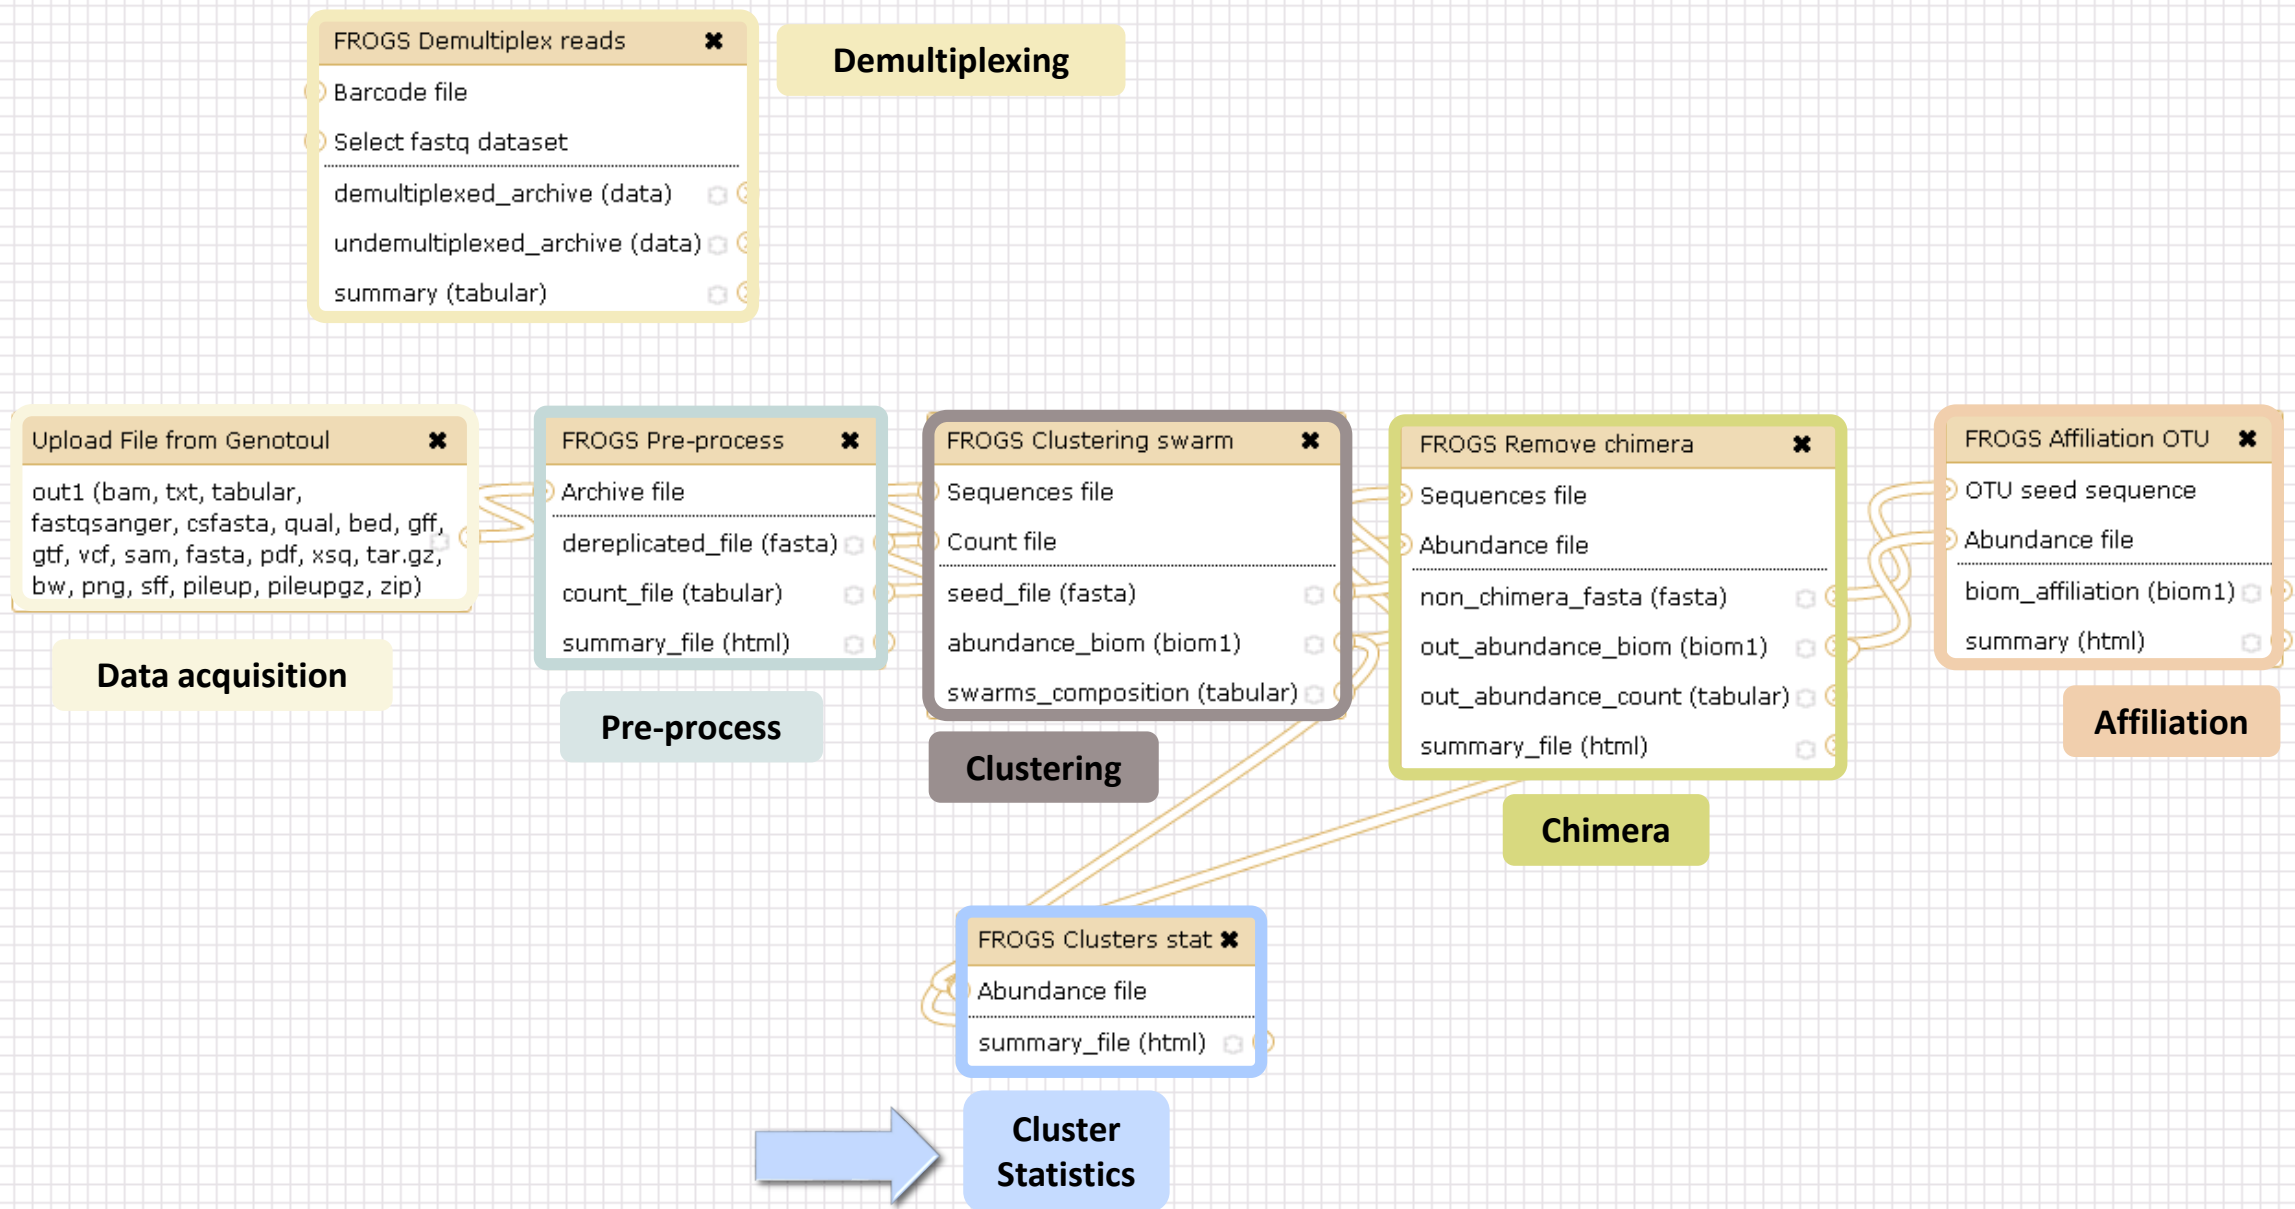 FROGS Demultiplex reads
Barcode file
Select fastq dataset
demultiplexed_archive (data)
undemultiplexed_archive (data)
summary (tabular)
Demultiplexing
Upload File from Genotoul
out1 (bam, txt, tabular,
fastqsanger, csfasta, qual, bed, gff,
gtf, vcf, sam, fasta, pdf, xsq, tar.gz,
bw, png, sff, pileup, pileupgz, zip)
Data acquisition
FROGS Pre-process
Archive file
dereplicated_file (fasta)
count_file (tabular)
summary_file (html)
Pre-process
FROGS Clustering swarm
Sequences file
Count file
seed_file (fasta)
abundance_biom (biom1)
swarms_composition (tabular)
Clustering
FROGS Remove chimera
Sequences file
Abundance file
non_chimera_fasta (fasta)
out_abundance_biom (biom1)
out_abundance_count (tabular)
summary_file (html)
Chimera
FROGS Affiliation OTU
OTU seed sequence
Abundance file
biom_affiliation (biom1)
summary (html)
Affiliation
FROGS Clusters stat
Abundance file
summary_file (html)
Cluster
Statistics